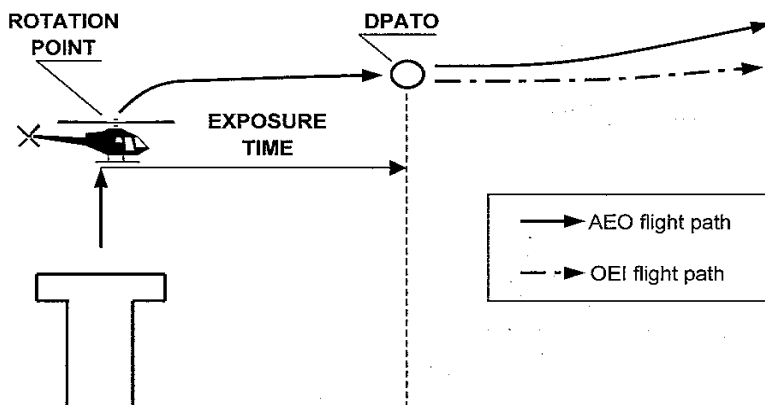 ROTATION
POINT
DPATO
EXPOSURE
TIME
AEO flight path
OEI flight path